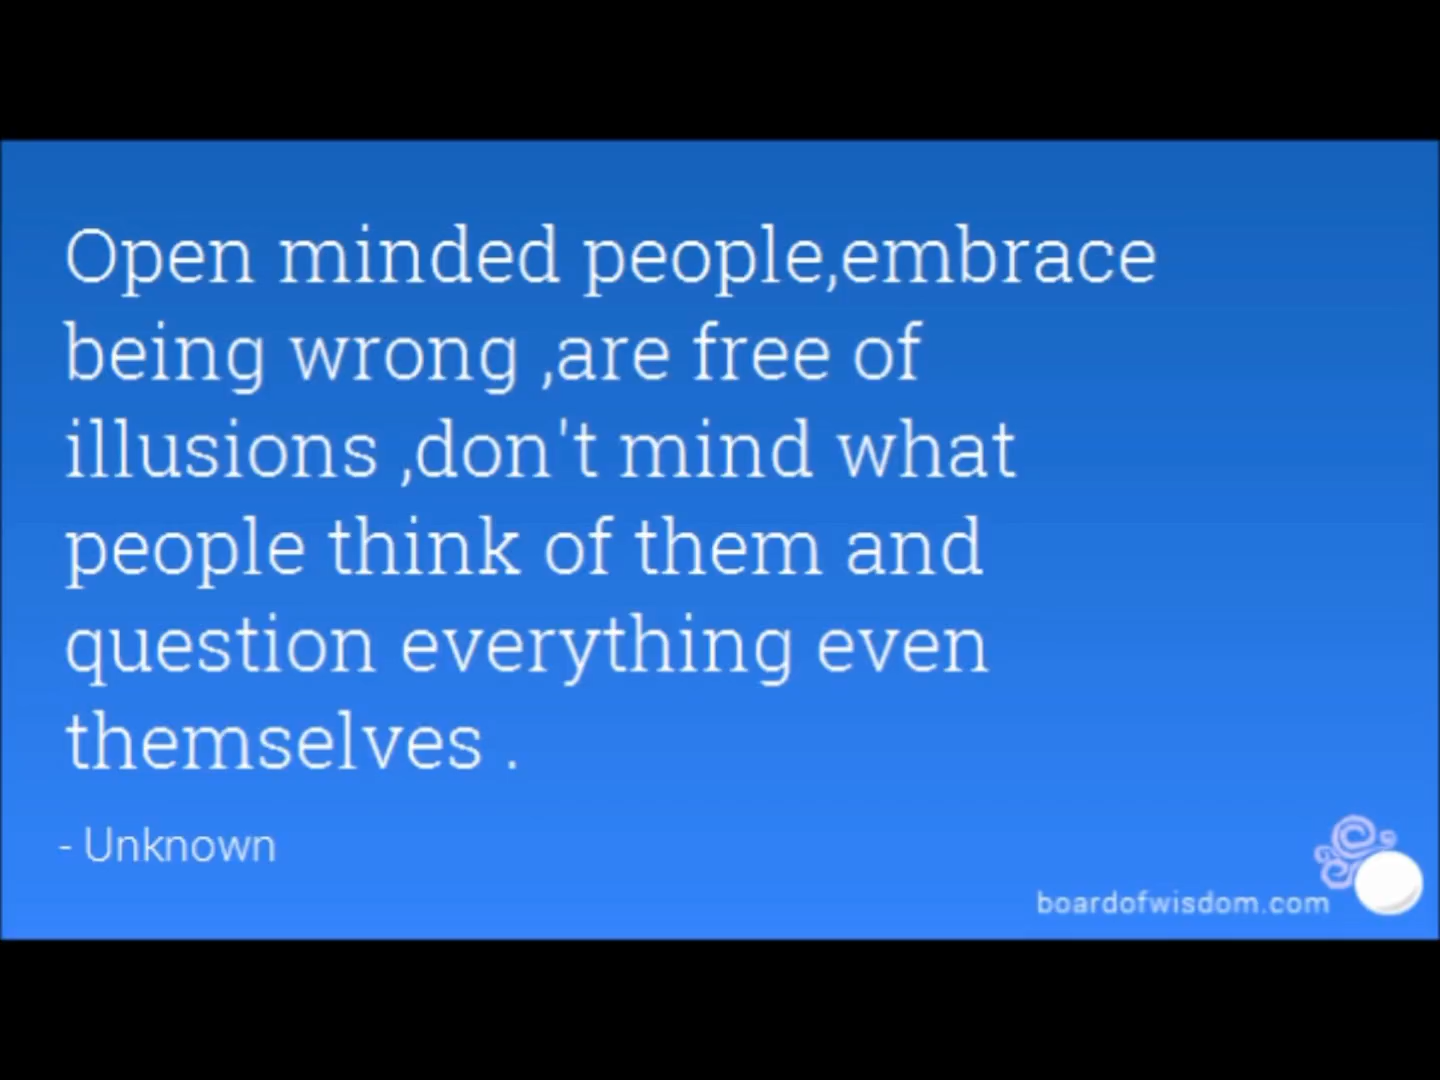 Open minded people,embrace
being wrong ,are free of
illusions ,don't mind what
people think of them and
question everything even
themselves .
- Unknown
boardofwisdom.com